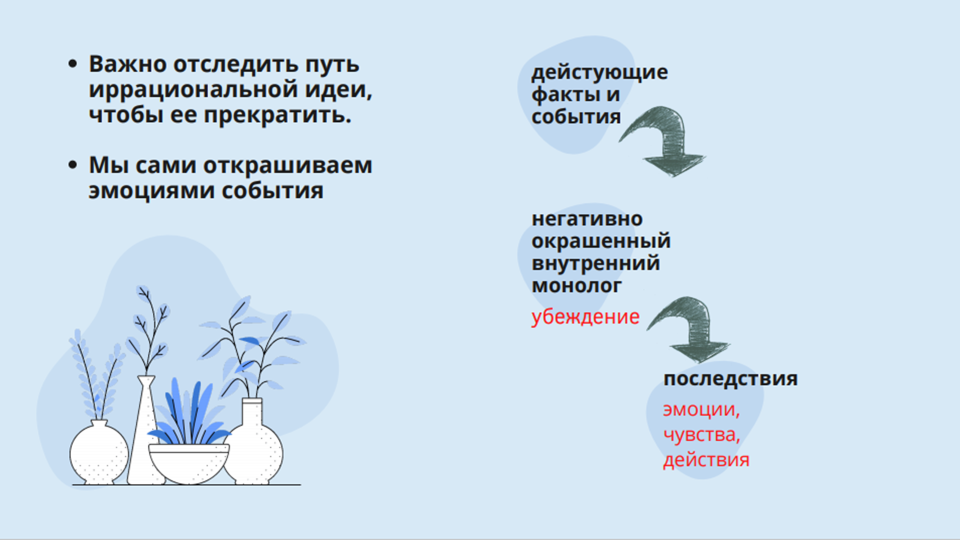 • Важно отследить путь
иррациональной идеи,
чтобы ее прекратить.
• Мы сами открашиваем
эмоциями события
дейстующие
факты и
события
негативно
окрашенный
внутренний
монолог
убеждение
последствия
эмоции,
чувства,
действия